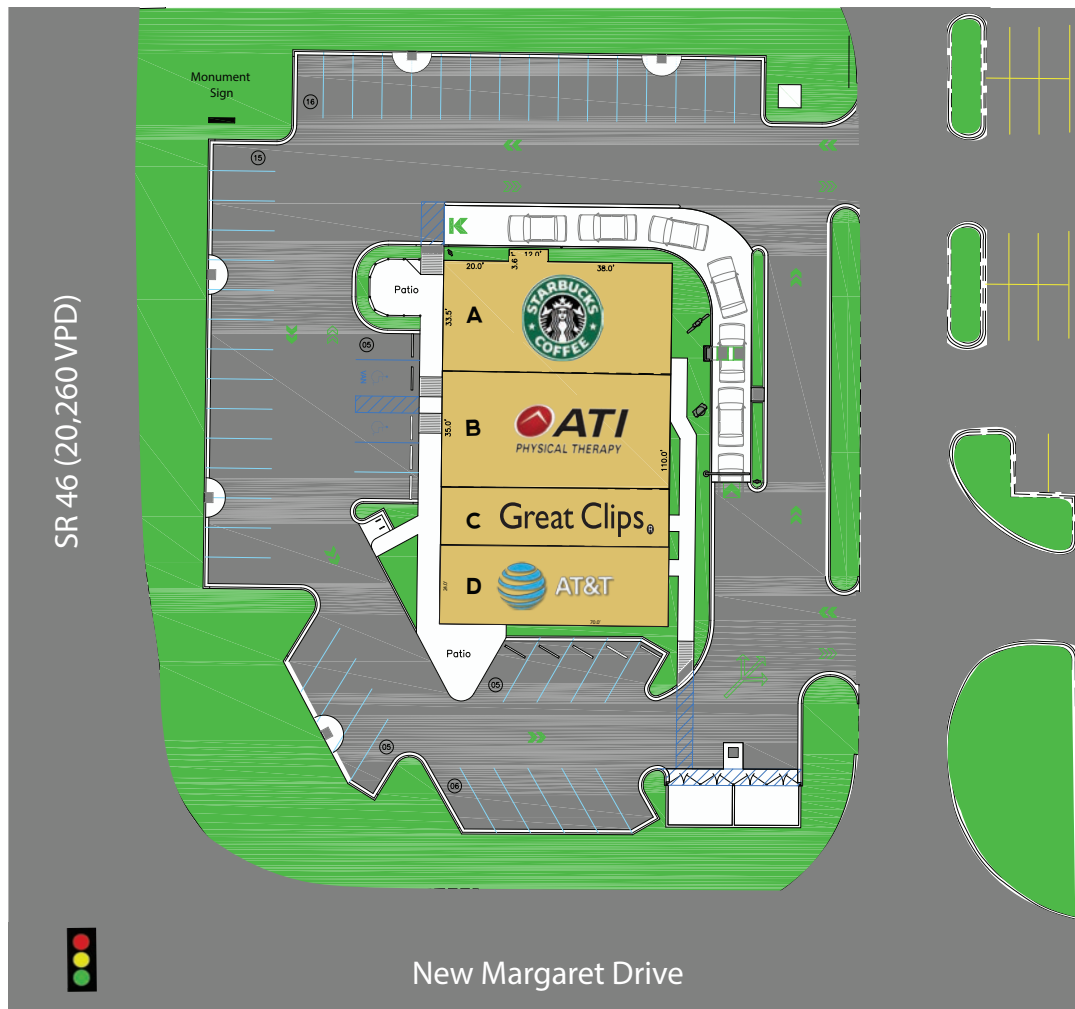 Monument
Sign
16
15
20.0'
3.6'
12.0'
38.0'
Patio
33.5'
A
STARBUCKS
COFFEE
05
B
35.0'
ATI
PHYSICAL THERAPY
110.0'
SR 46 (20,260 VPD)
C
Great Clips®
D
AT&T
70.0'
Patio
05
05
06
New Margaret Drive